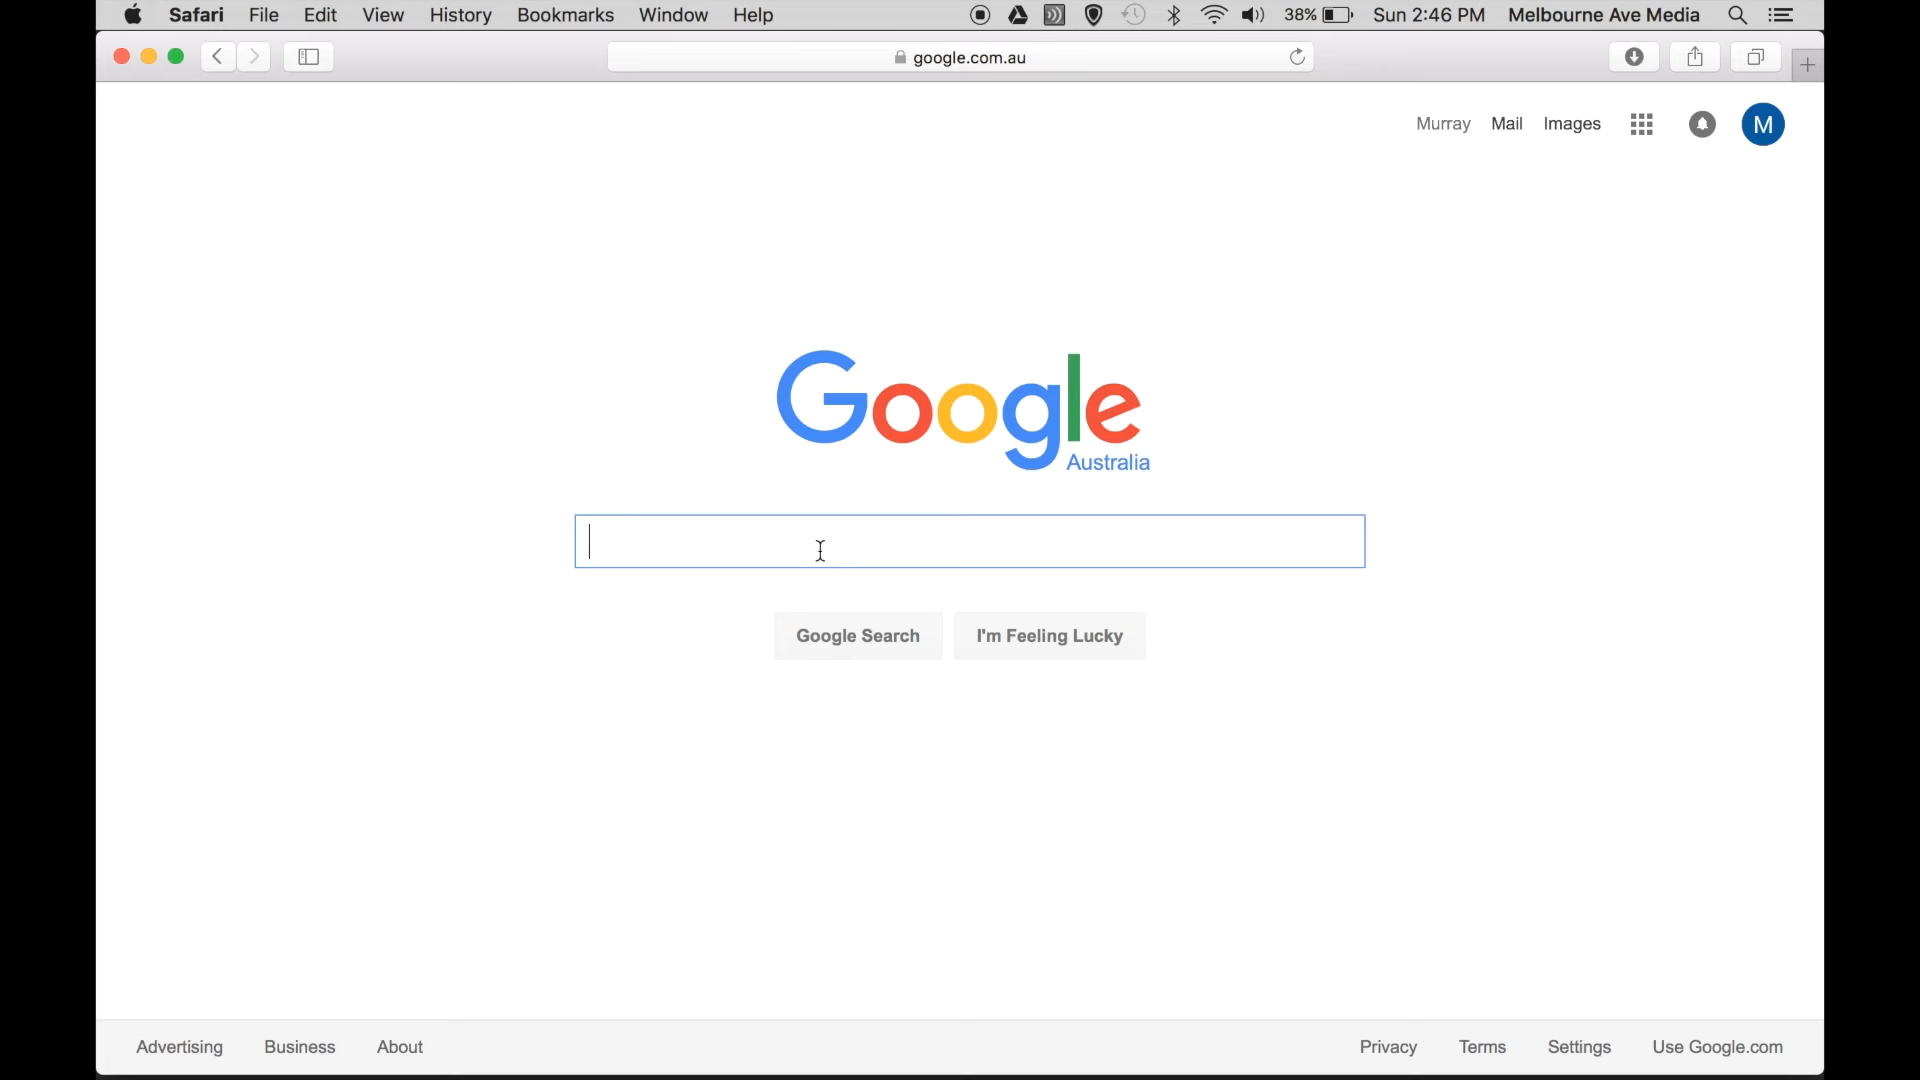 Safari File Edit View History Bookmarks Window Help 38% Sun 2:46 PM Melbourne Ave Media
google.com.au
Murray Mail Images M
Google
Australia
Google Search I'm Feeling Lucky
Advertising Business About Privacy Terms Settings Use Google.com